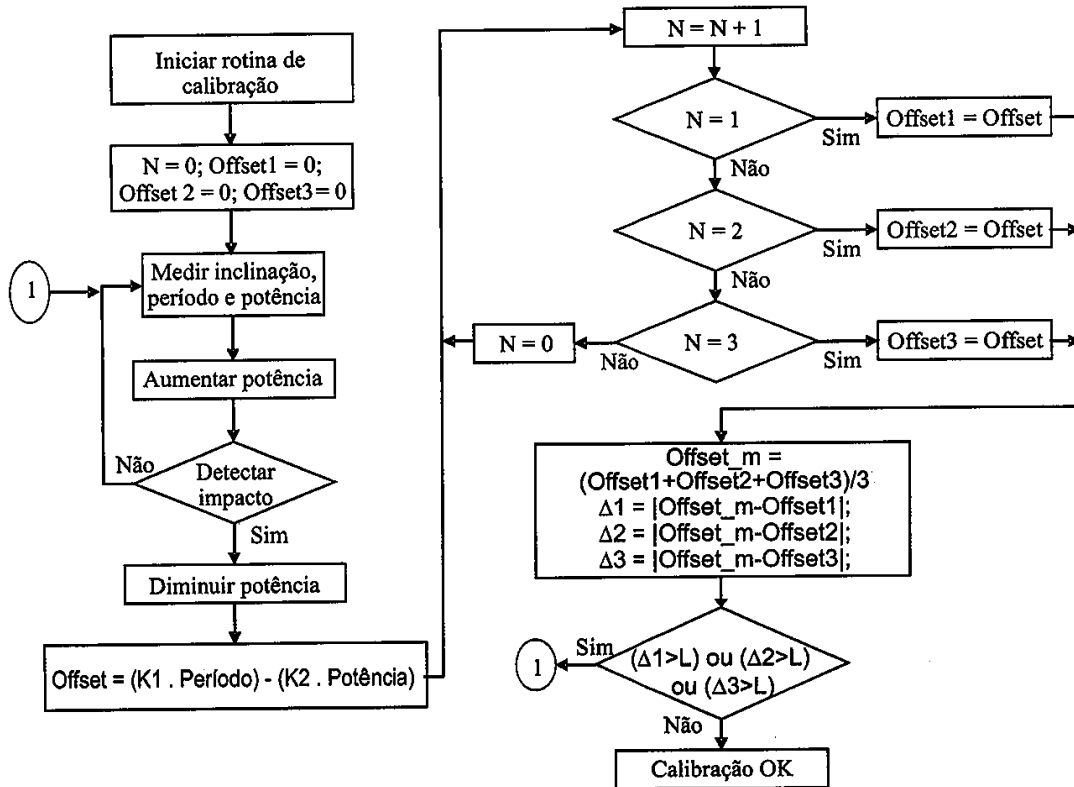 Iniciar rotina de
calibração
N = 0; Offset1 = 0;
Offset 2 = 0; Offset3 = 0
1
Medir inclinação,
período e potência
Aumentar potência
Não
Detectar
impacto
Sim
Diminuir potência
Offset = (K1 . Período) - (K2 . Potência)
N = N + 1
N = 1
Sim
Offset1 = Offset
Não
N = 2
Sim
Offset2 = Offset
Não
N = 3
Sim
Offset3 = Offset
Não
N = 0
Offset_m =
(Offset1+Offset2+Offset3)/3
Δ1 = |Offset_m-Offset1|;
Δ2 = |Offset_m-Offset2|;
Δ3 = |Offset_m-Offset3|;
(Δ1>L) ou (Δ2>L)
ou (Δ3>L)
Sim
1
Não
Calibração OK